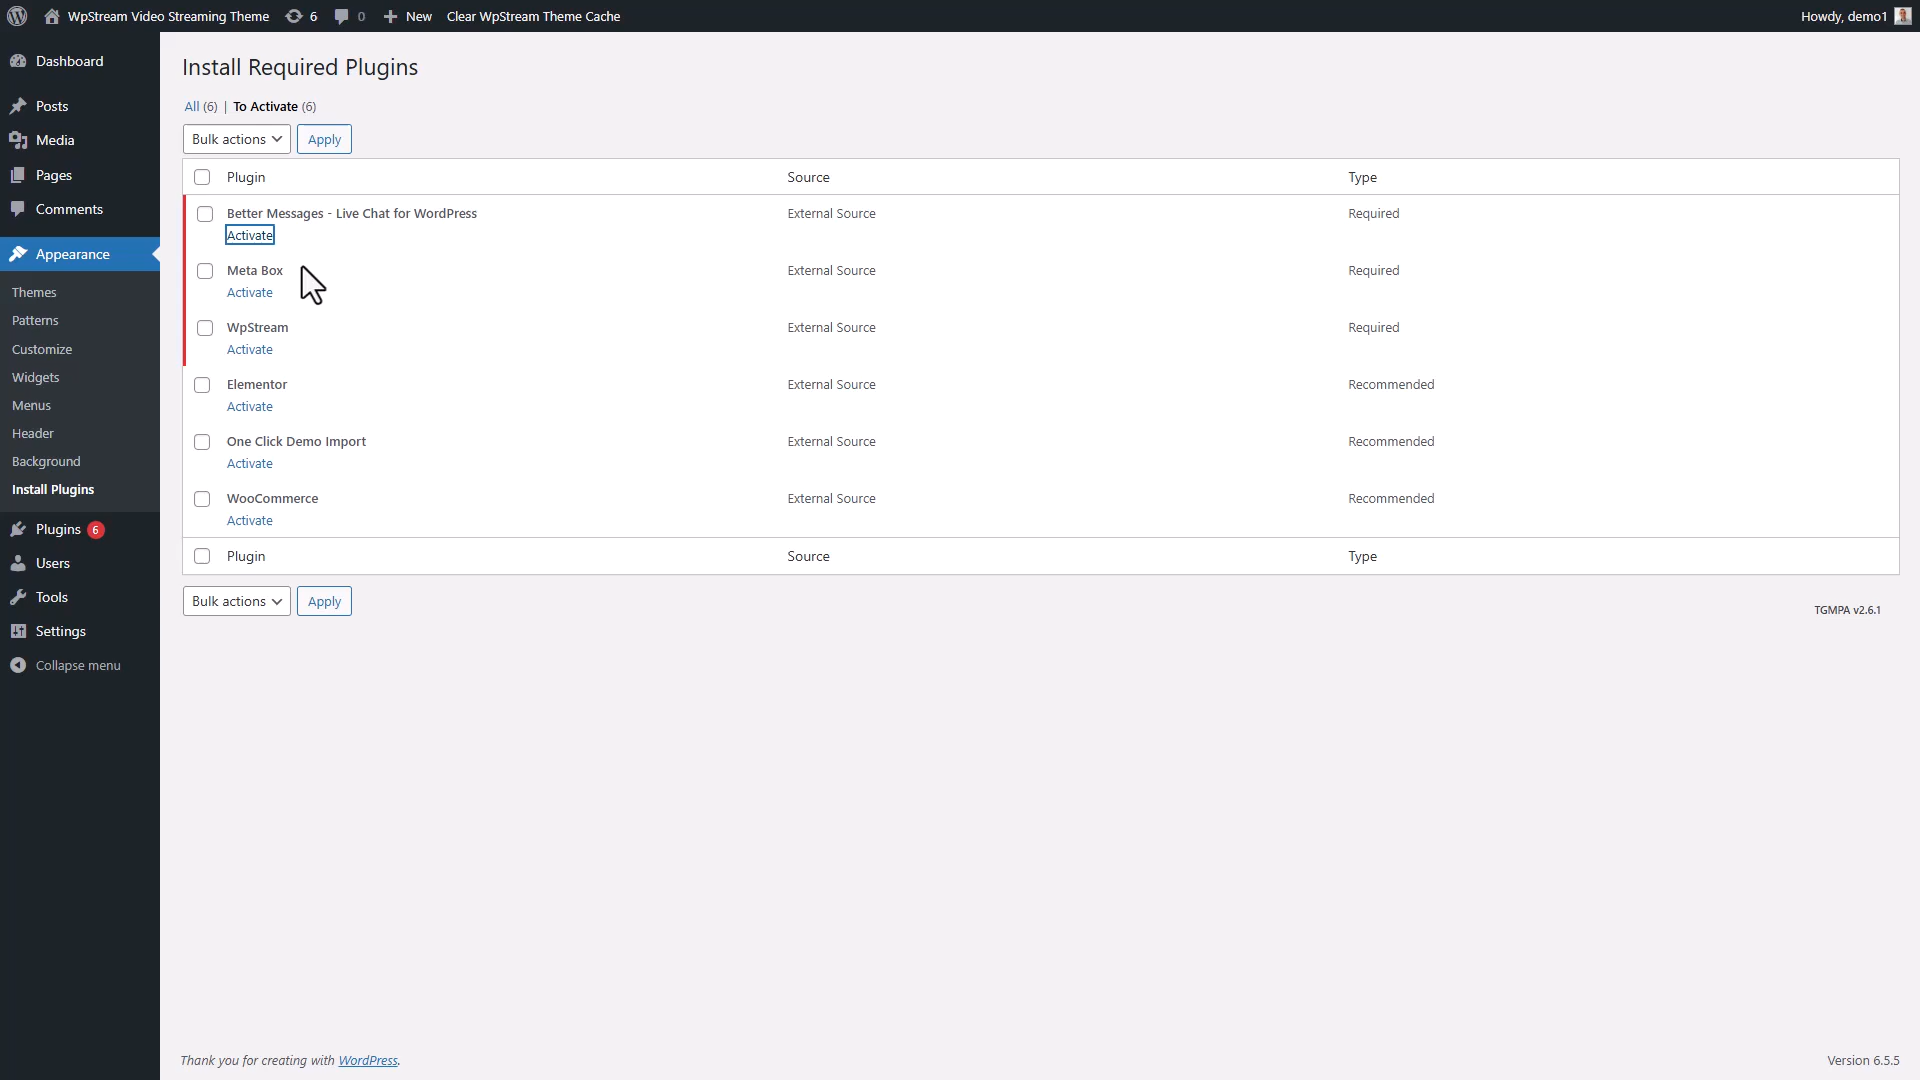 WpStream Video Streaming Theme 6 0 New Clear WpStream Theme Cache Howdy, demo1
Dashboard
Posts
Media
Pages
Comments
Appearance
Themes
Patterns
Customize
Widgets
Menus
Header
Background
Install Plugins
Plugins 6
Users
Tools
Settings
Collapse menu
Install Required Plugins
All (6) | To Activate (6)
Bulk actions Apply
Plugin Source Type
Better Messages - Live Chat for WordPress External Source Required
Activate
Meta Box External Source Required
Activate
WpStream External Source Required
Activate
Elementor External Source Recommended
Activate
One Click Demo Import External Source Recommended
Activate
WooCommerce External Source Recommended
Activate
Plugin Source Type
Bulk actions Apply
TGMPA v2.6.1
Thank you for creating with WordPress. Version 6.5.5